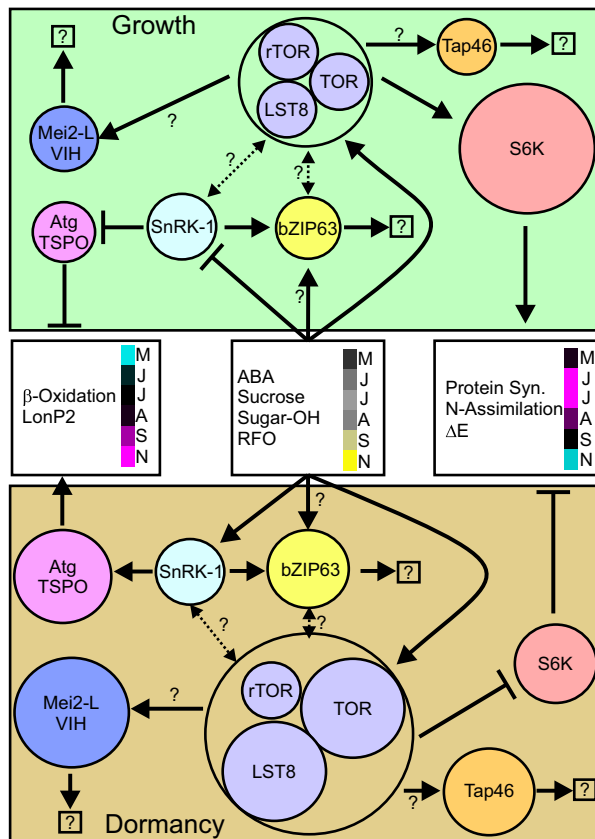 Growth
rTOR
TOR
LST8
?
Tap46
?
Mei2-L
VIH
?
?
S6K
Atg
TSPO
SnRK-1
bZIP63
?
?
?
?
β-Oxidation
LonP2
M
J
J
A
S
N
ABA
Sucrose
Sugar-OH
RFO
M
J
J
A
S
N
Protein Syn.
N-Assimilation
ΔE
M
J
J
A
S
N
?
Atg
TSPO
SnRK-1
bZIP63
?
?
?
Mei2-L
VIH
?
?
rTOR
TOR
LST8
S6K
?
Tap46
?
Dormancy